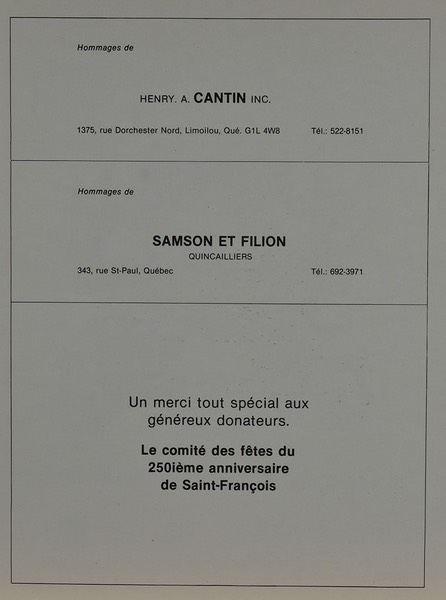 Hommages de
HENRY. A. CANTIN INC.
1375, rue Dorchester Nord, Limoilou, Qué. G1L 4W8 Tél.: 522-8151
Hommages de
SAMSON ET FILION
QUINCAILLIERS
343, rue St-Paul, Québec Tél.: 692-3971
Un merci tout spécial aux
généreux donateurs.
Le comité des fêtes du
250ième anniversaire
de Saint-François